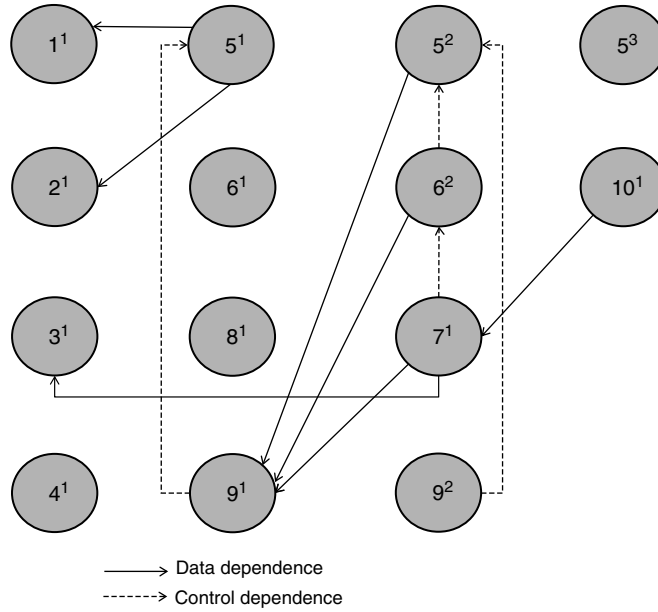 1¹ 5¹ 5² 5³
2¹ 6¹ 6² 10¹
3¹ 8¹ 7¹
4¹ 9¹ 9²
Data dependence
Control dependence